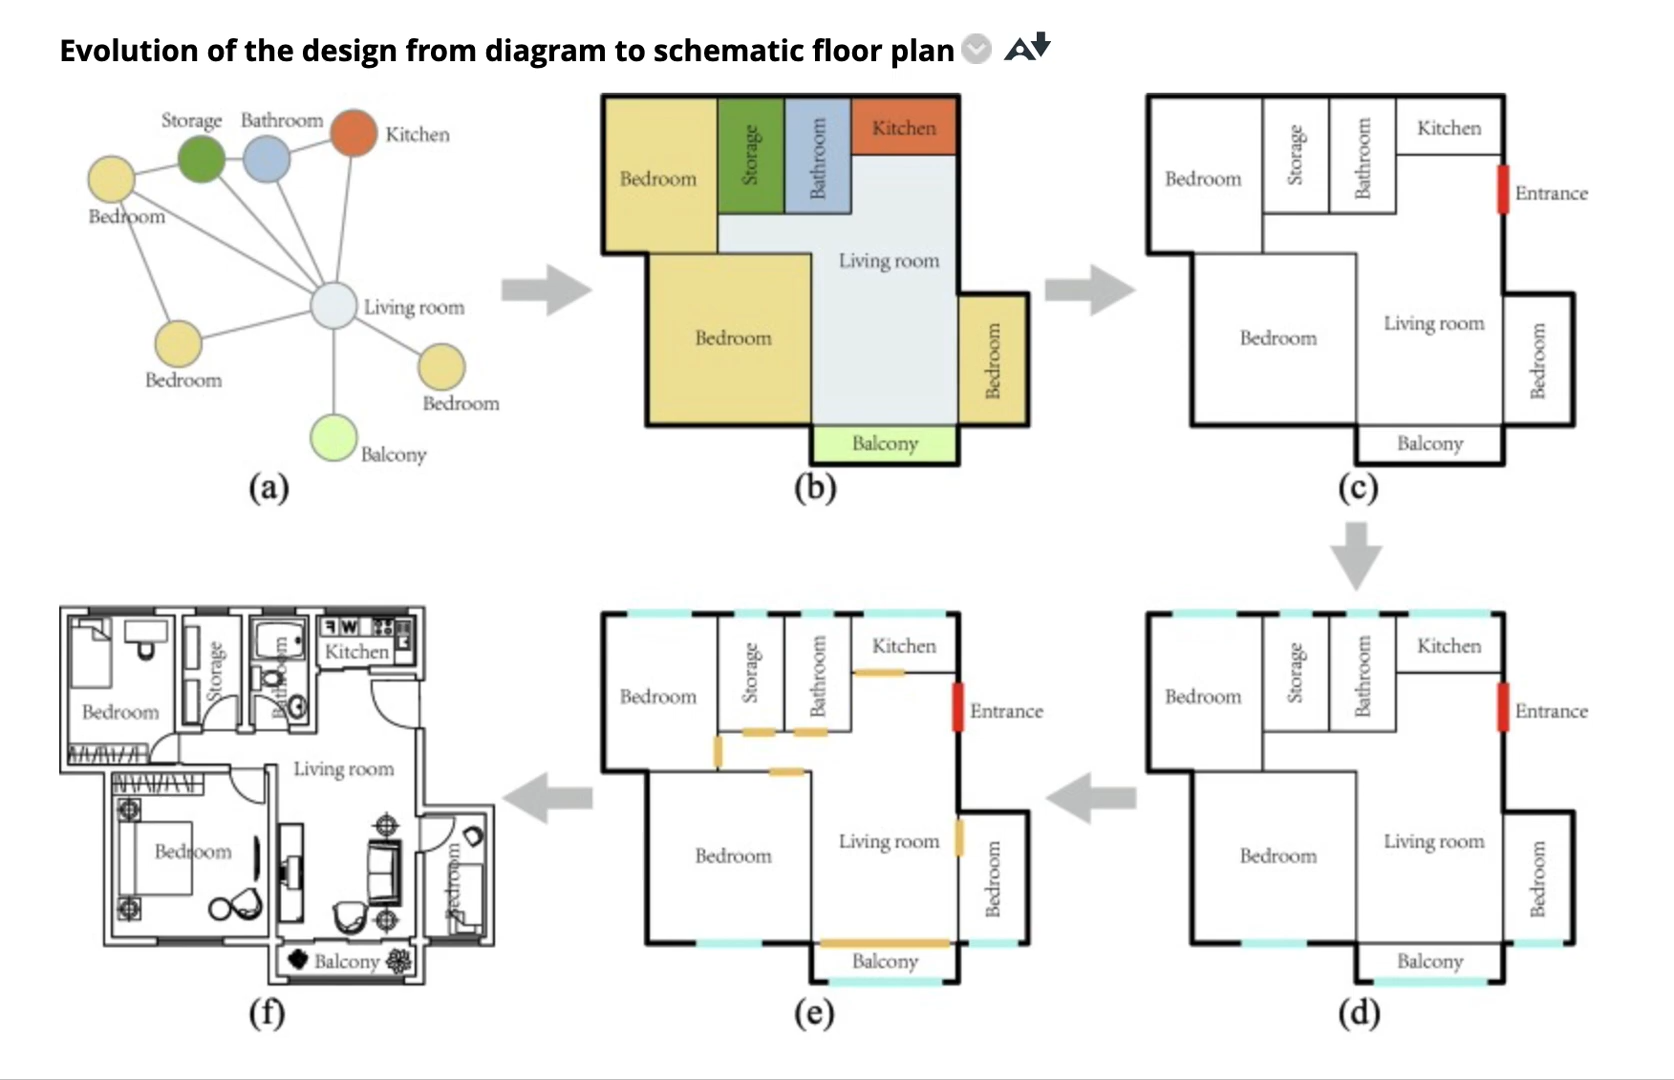 Evolution of the design from diagram to schematic floor plan
Storage
Bathroom
Kitchen
Bedroom
Living room
Bedroom
Bedroom
Balcony
(a)
Bedroom
Storage
Bathroom
Kitchen
Living room
Bedroom
Bedroom
Balcony
(b)
Bedroom
Storage
Bathroom
Kitchen
Entrance
Living room
Bedroom
Bedroom
Balcony
(c)
Bedroom
Storage
Bathroom
Kitchen
Living room
Bedroom
Bedroom
Balcony
(f)
Bedroom
Storage
Bathroom
Kitchen
Entrance
Living room
Bedroom
Bedroom
Balcony
(e)
Bedroom
Storage
Bathroom
Kitchen
Entrance
Living room
Bedroom
Bedroom
Balcony
(d)